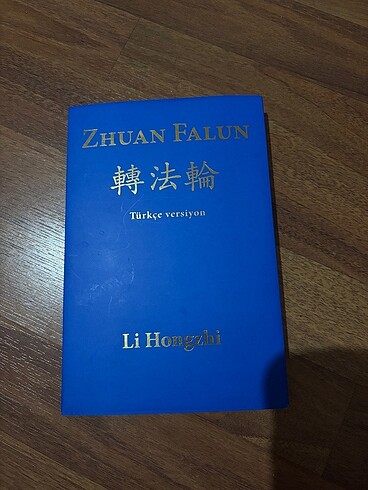 ZHUAN FALUN
轉法輪
Türkçe versiyon
Li Hongzhi